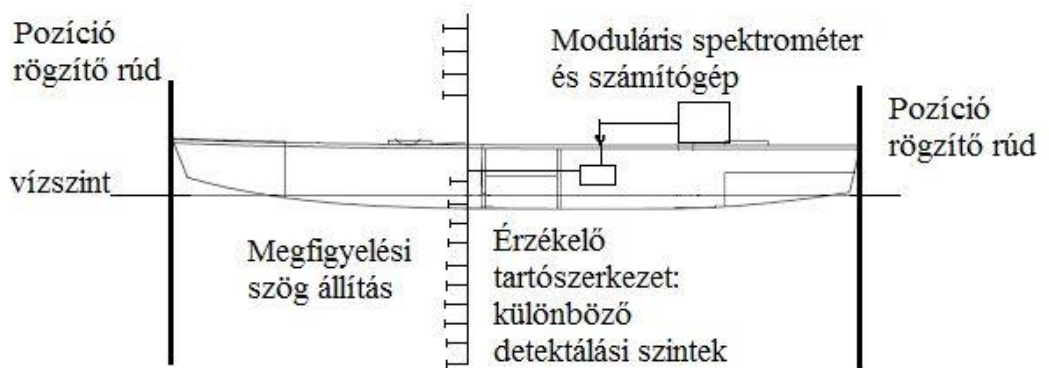 Pozíció
rögzítő rúd
Moduláris spektrométer
és számítógép
Pozíció
rögzítő rúd
vízszint
Megfigyelési
szög állítás
Érzékelő
tartószerkezet:
különböző
detektálási szintek